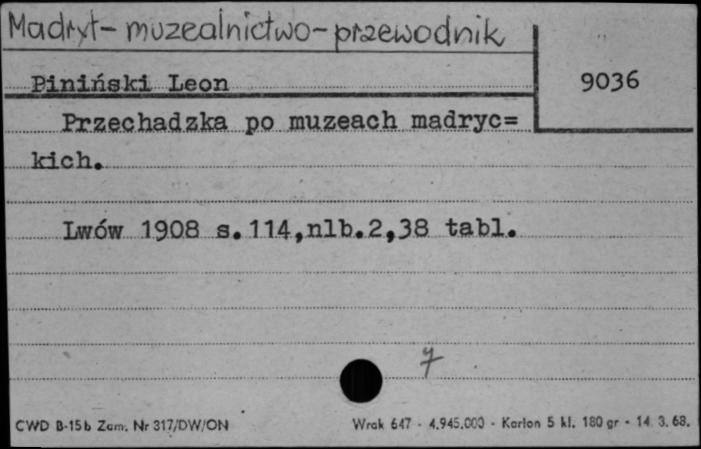 Madryt - muzealnictwo - przewodnik
Piniński Leon
9036
Przechadzka po muzeach madryc=
kich.
Lwów 1908 s.114,nlb.2,38 tabl.
7
CWD B-15b Zam. Nr 317/DW/ON
Wrak 647 - 4.945.000 - Karton 5 kl. 180 gr - 14. 3. 68.